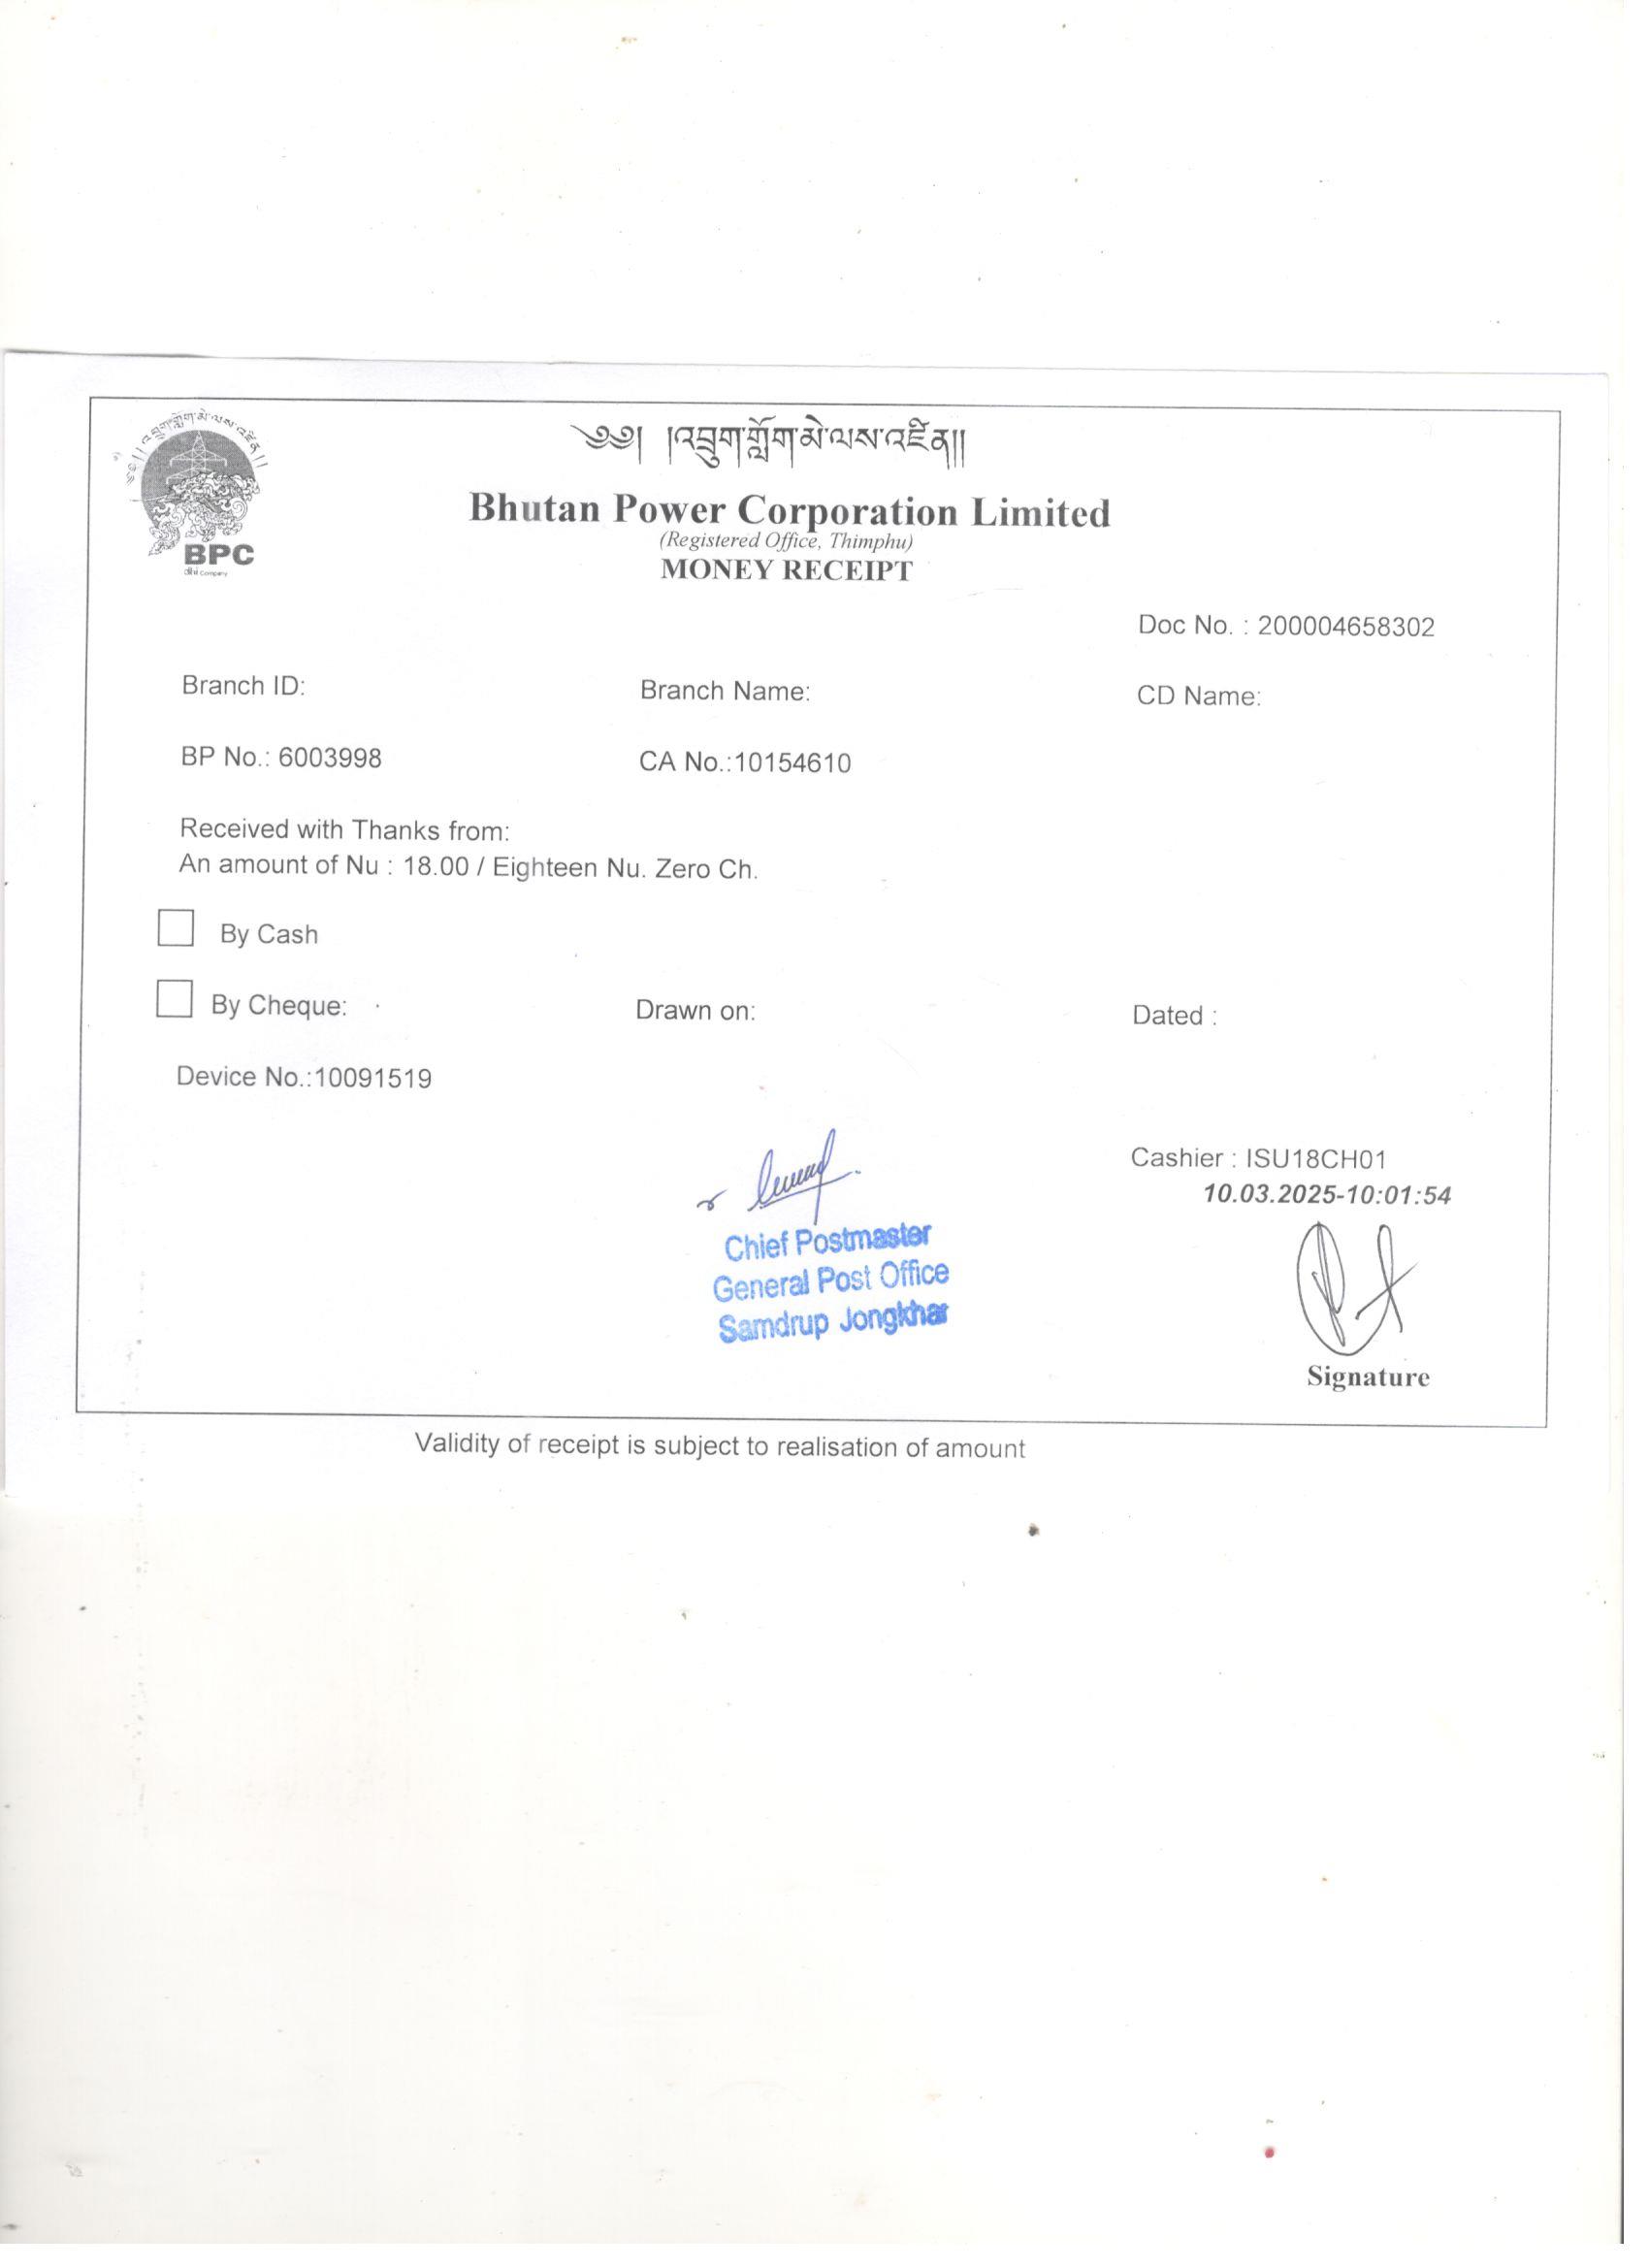 ༄༅། །འབྲུག་གློག་མེ་ལས་འཛིན།།
Bhutan Power Corporation Limited
(Registered Office, Thimphu)
MONEY RECEIPT
BPC
dhi Company
Doc No. : 200004658302
Branch ID: Branch Name: CD Name:
BP No.: 6003998 CA No.:10154610
Received with Thanks from:
An amount of Nu : 18.00 / Eighteen Nu. Zero Ch.
By Cash
By Cheque: Drawn on: Dated :
Device No.:10091519
Cashier : ISU18CH01
10.03.2025-10:01:54
Chief Postmaster
General Post Office
Samdrup Jongkhar
Signature
Validity of receipt is subject to realisation of amount